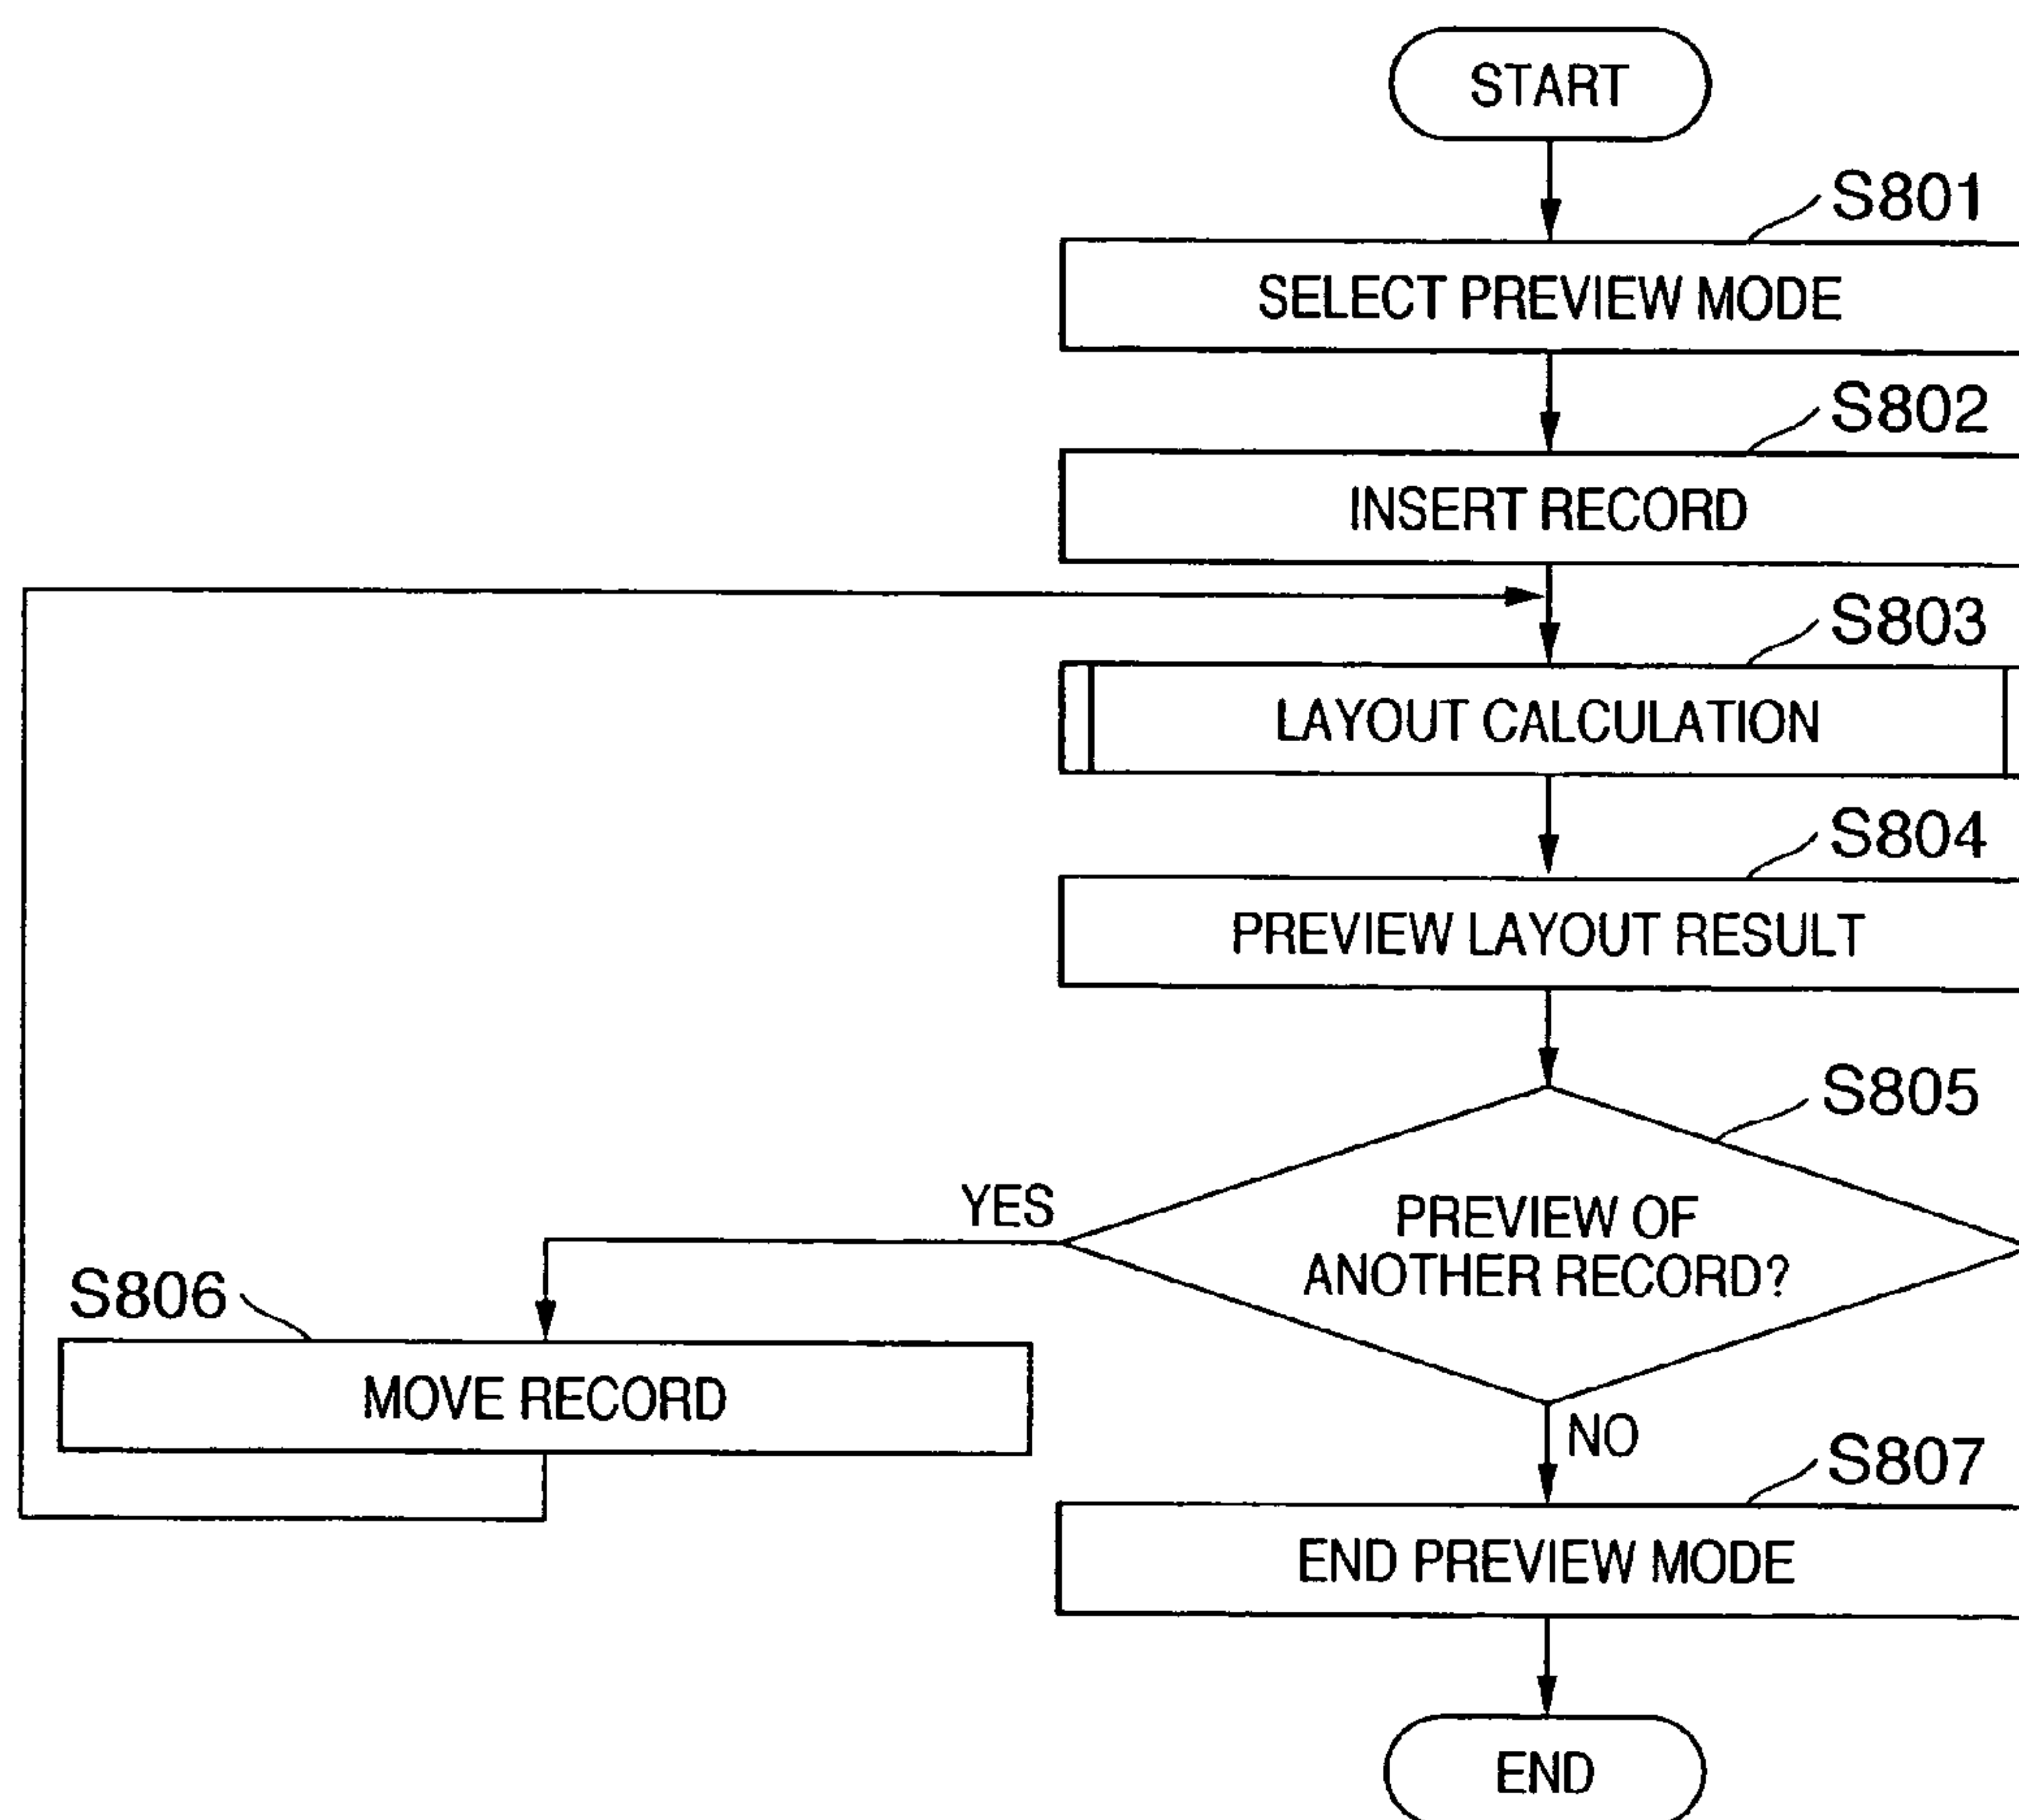 START
S801
SELECT PREVIEW MODE
S802
INSERT RECORD
S803
LAYOUT CALCULATION
S804
PREVIEW LAYOUT RESULT
S805
YES
PREVIEW OF
ANOTHER RECORD?
S806
MOVE RECORD
NO
S807
END PREVIEW MODE
END